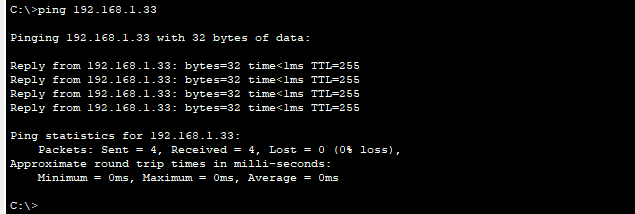 C:\>ping 192.168.1.33
Pinging 192.168.1.33 with 32 bytes of data:
Reply from 192.168.1.33: bytes=32 time<1ms TTL=255
Reply from 192.168.1.33: bytes=32 time<1ms TTL=255
Reply from 192.168.1.33: bytes=32 time<1ms TTL=255
Reply from 192.168.1.33: bytes=32 time<1ms TTL=255
Ping statistics for 192.168.1.33:
    Packets: Sent = 4, Received = 4, Lost = 0 (0% loss),
Approximate round trip times in milli-seconds:
    Minimum = 0ms, Maximum = 0ms, Average = 0ms
C:\>